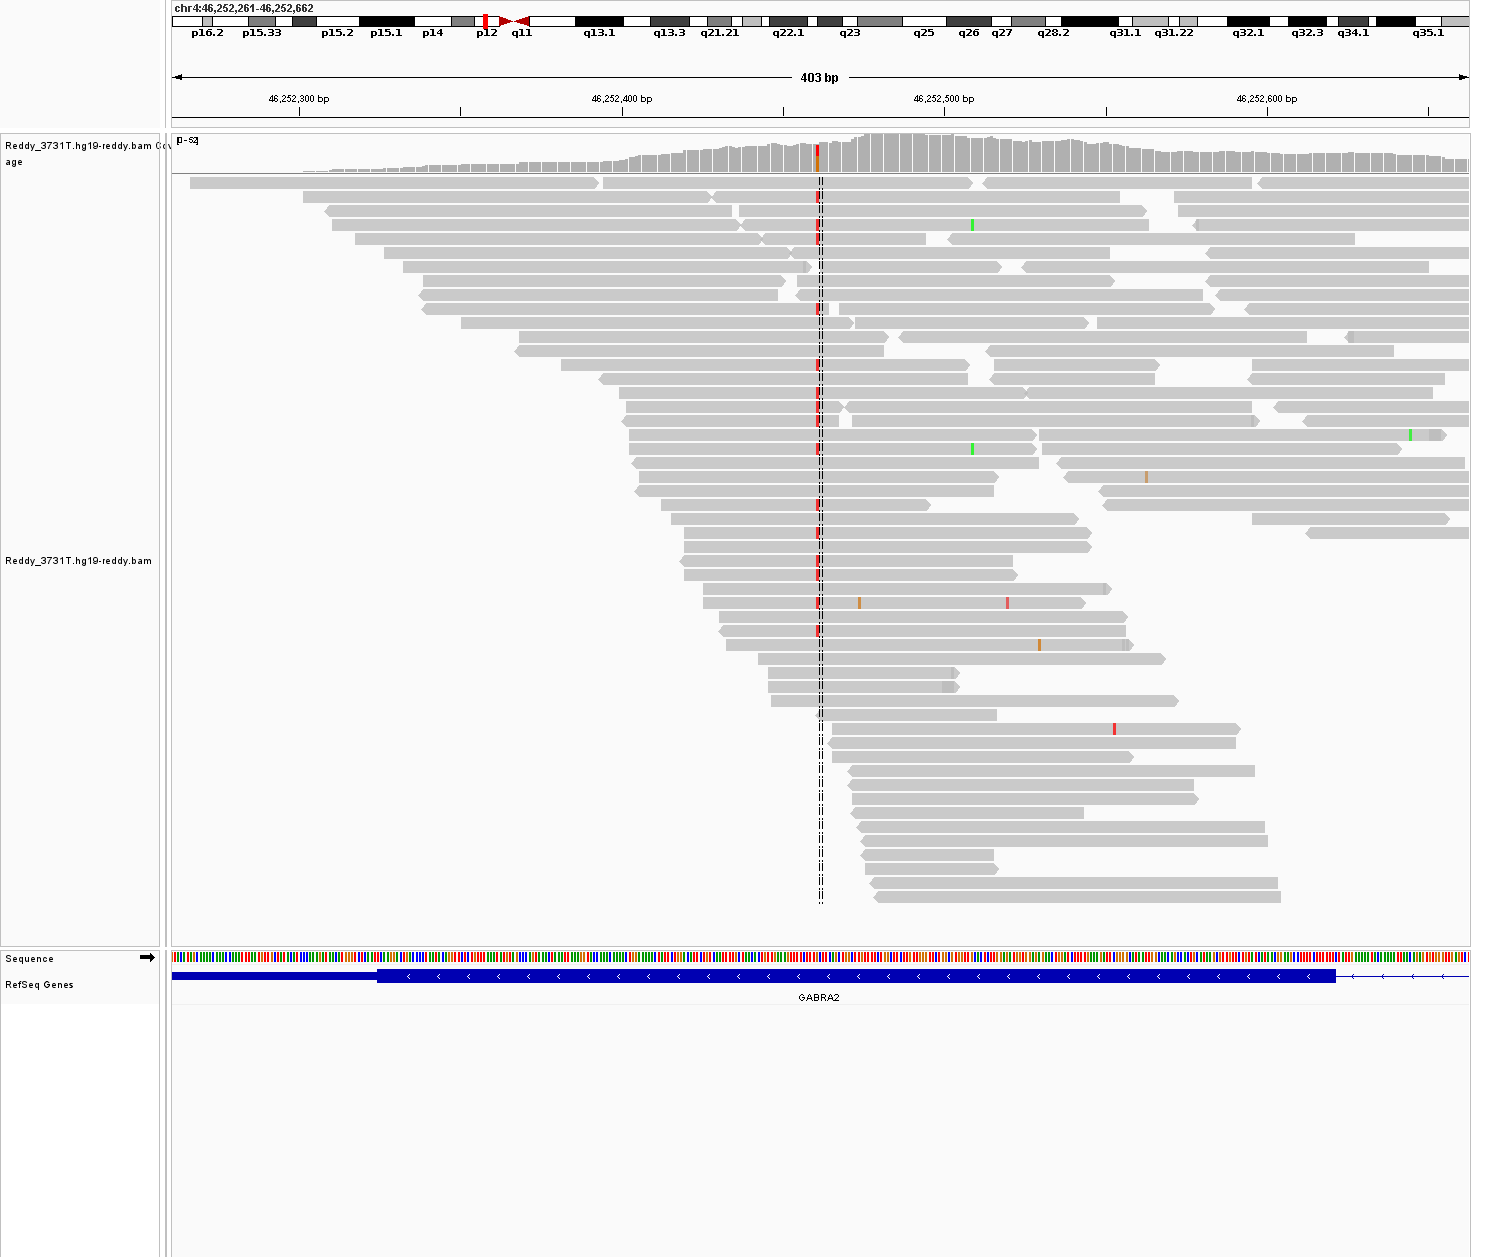 chr4:46,252,261-46,252,662
p16.2 p15.33 p15.2 p15.1 p14 p12 q11 q13.1 q13.3 q21.21 q22.1 q23 q25 q26 q27 q28.2 q31.1 q31.22 q32.1 q32.3 q34.1 q35.1
403 bp
46,252,300 bp 46,252,400 bp 46,252,500 bp 46,252,600 bp
[0-52]
Reddy_3731T.hg19-reddy.bam Cov
age
Reddy_3731T.hg19-reddy.bam
Sequence
RefSeq Genes
GABRA2